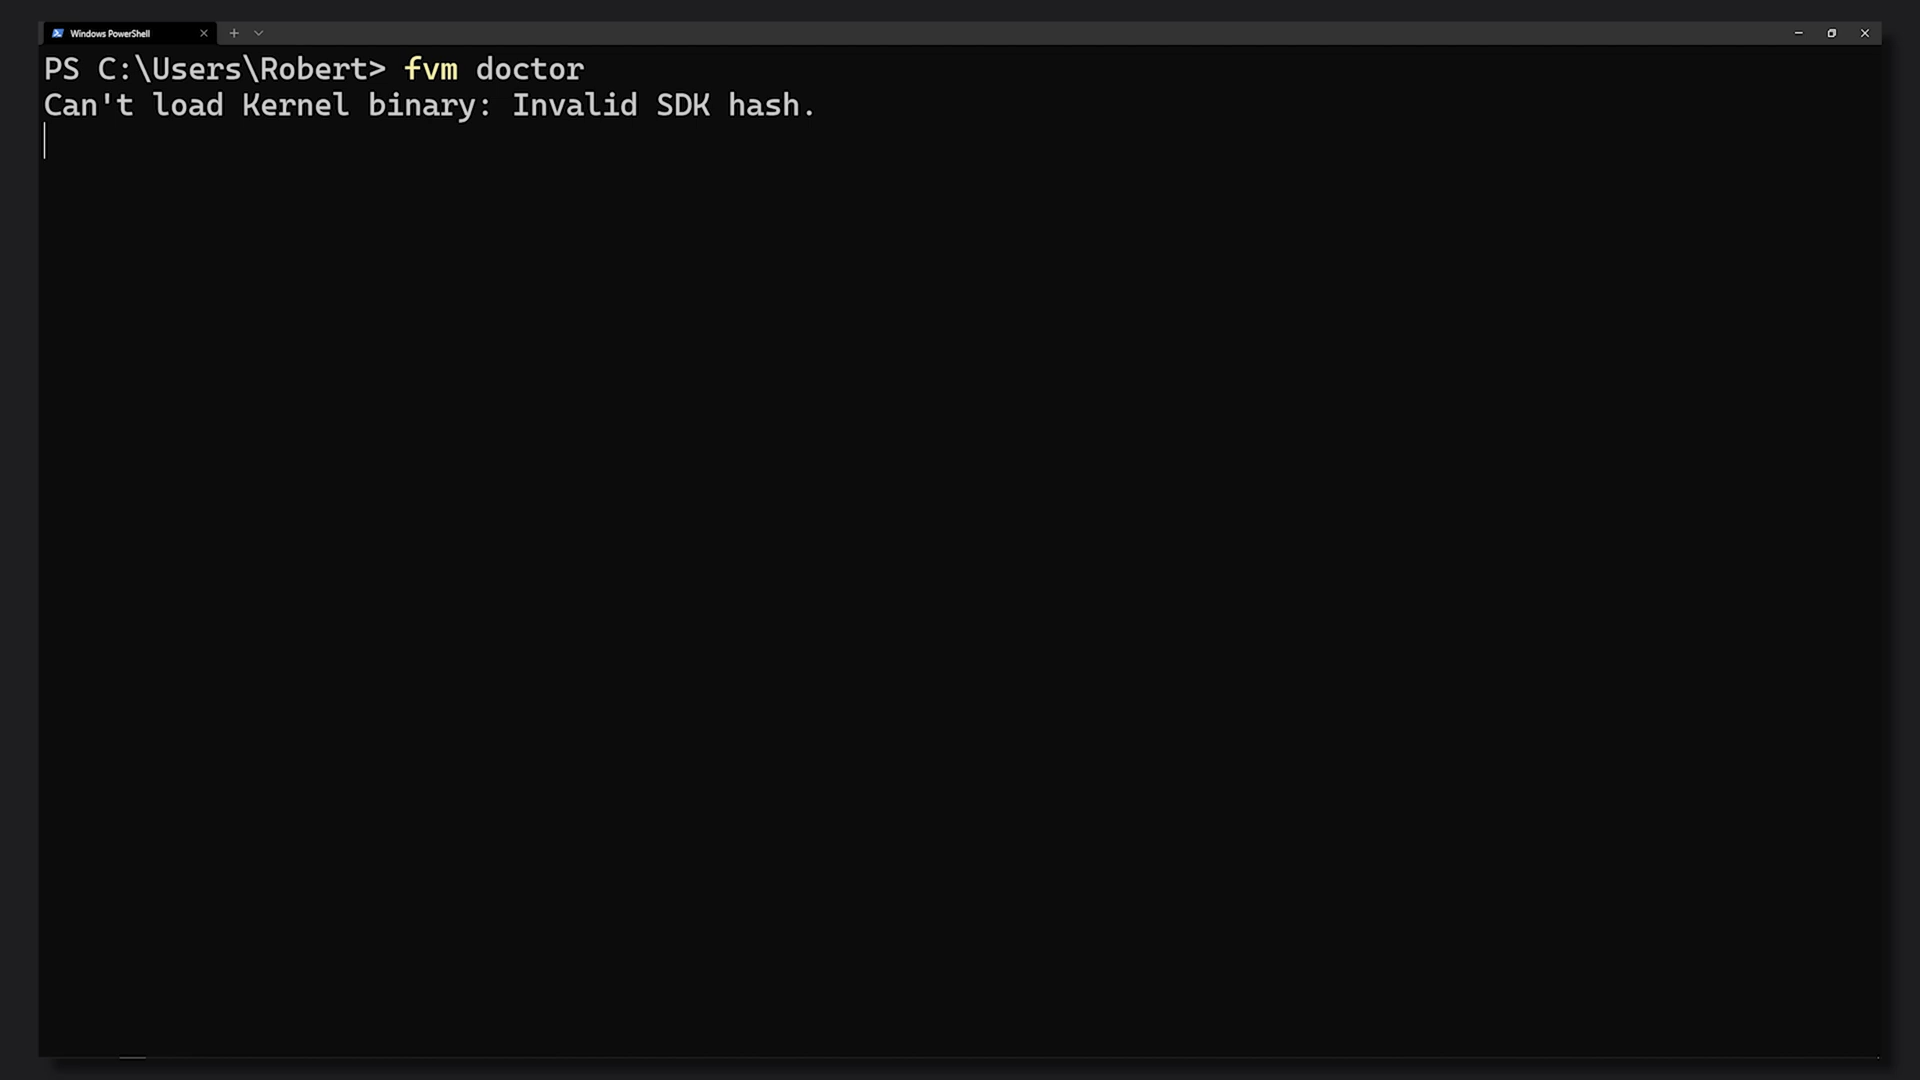 Windows PowerShell
PS C:\Users\Robert> fvm doctor
Can't load Kernel binary: Invalid SDK hash.